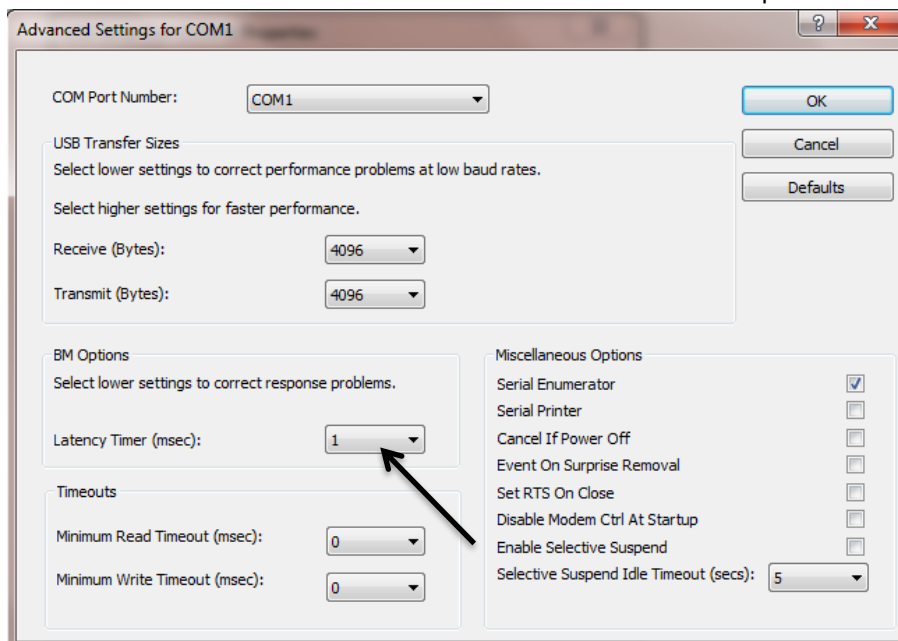 Advanced Settings for COM1
COM Port Number: COM1
OK
USB Transfer Sizes
Cancel
Select lower settings to correct performance problems at low baud rates.
Defaults
Select higher settings for faster performance.
Receive (Bytes): 4096
Transmit (Bytes): 4096
BM Options
Select lower settings to correct response problems.
Latency Timer (msec): 1
Timeouts
Minimum Read Timeout (msec): 0
Minimum Write Timeout (msec): 0
Miscellaneous Options
Serial Enumerator
Serial Printer
Cancel If Power Off
Event On Surprise Removal
Set RTS On Close
Disable Modem Ctrl At Startup
Enable Selective Suspend
Selective Suspend Idle Timeout (secs): 5